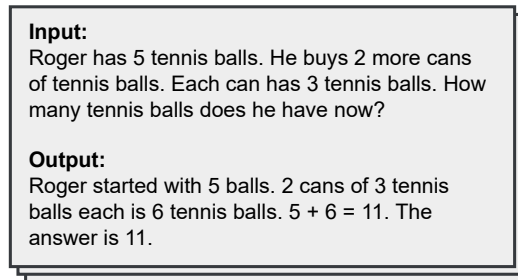 Input:
Roger has 5 tennis balls. He buys 2 more cans
of tennis balls. Each can has 3 tennis balls. How
many tennis balls does he have now?
Output:
Roger started with 5 balls. 2 cans of 3 tennis
balls each is 6 tennis balls. 5 + 6 = 11. The
answer is 11.